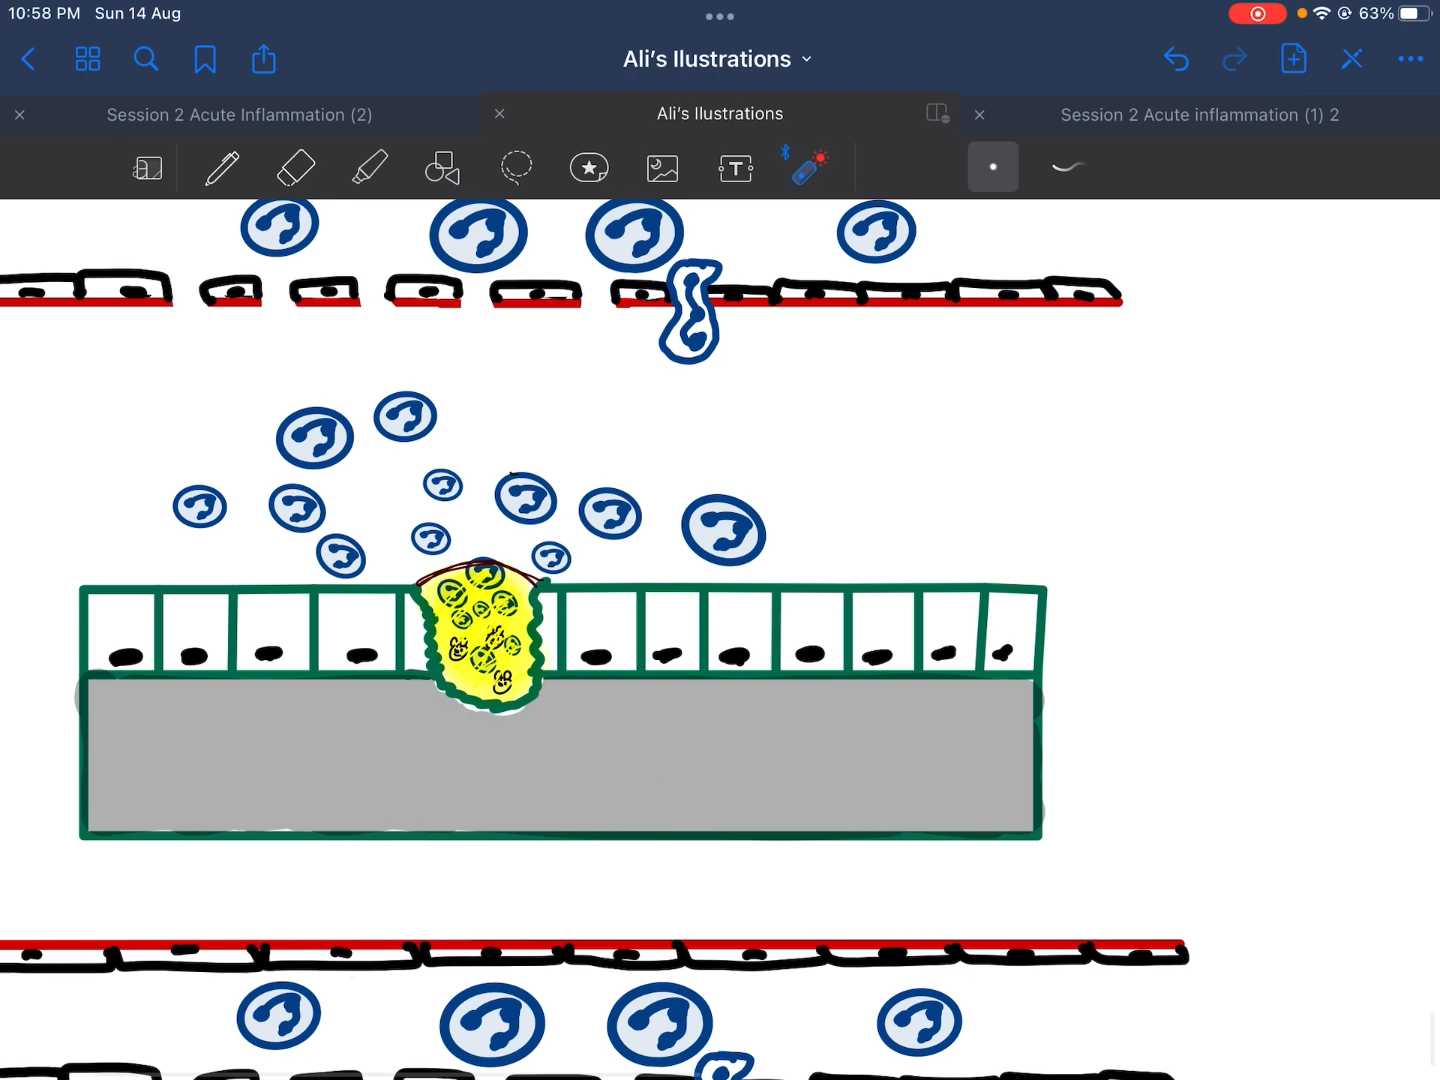 10:58 PM Sun 14 Aug
63%
Ali's Ilustrations
Session 2 Acute Inflammation (2)
Ali's Ilustrations
Session 2 Acute inflammation (1) 2
a
T